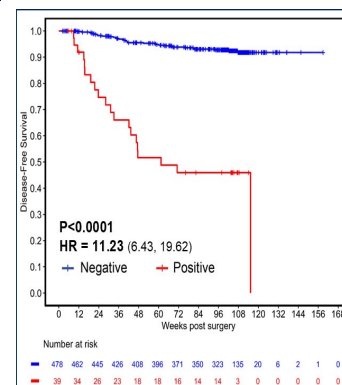 1.0
0.9
0.8
0.7
0.6
0.5
0.4
0.3
0.2
0.1
0.0
Disease-Free Survival
P<0.0001
HR = 11.23 (6.43, 19.62)
Negative Positive
0 12 24 36 48 60 72 84 96 108 120 132 144 156 168
Weeks post surgery
Number at risk
478 462 445 426 408 396 371 350 323 135 20 6 2 1 0
39 34 26 23 18 18 16 14 14 3 0 0 0 0 0